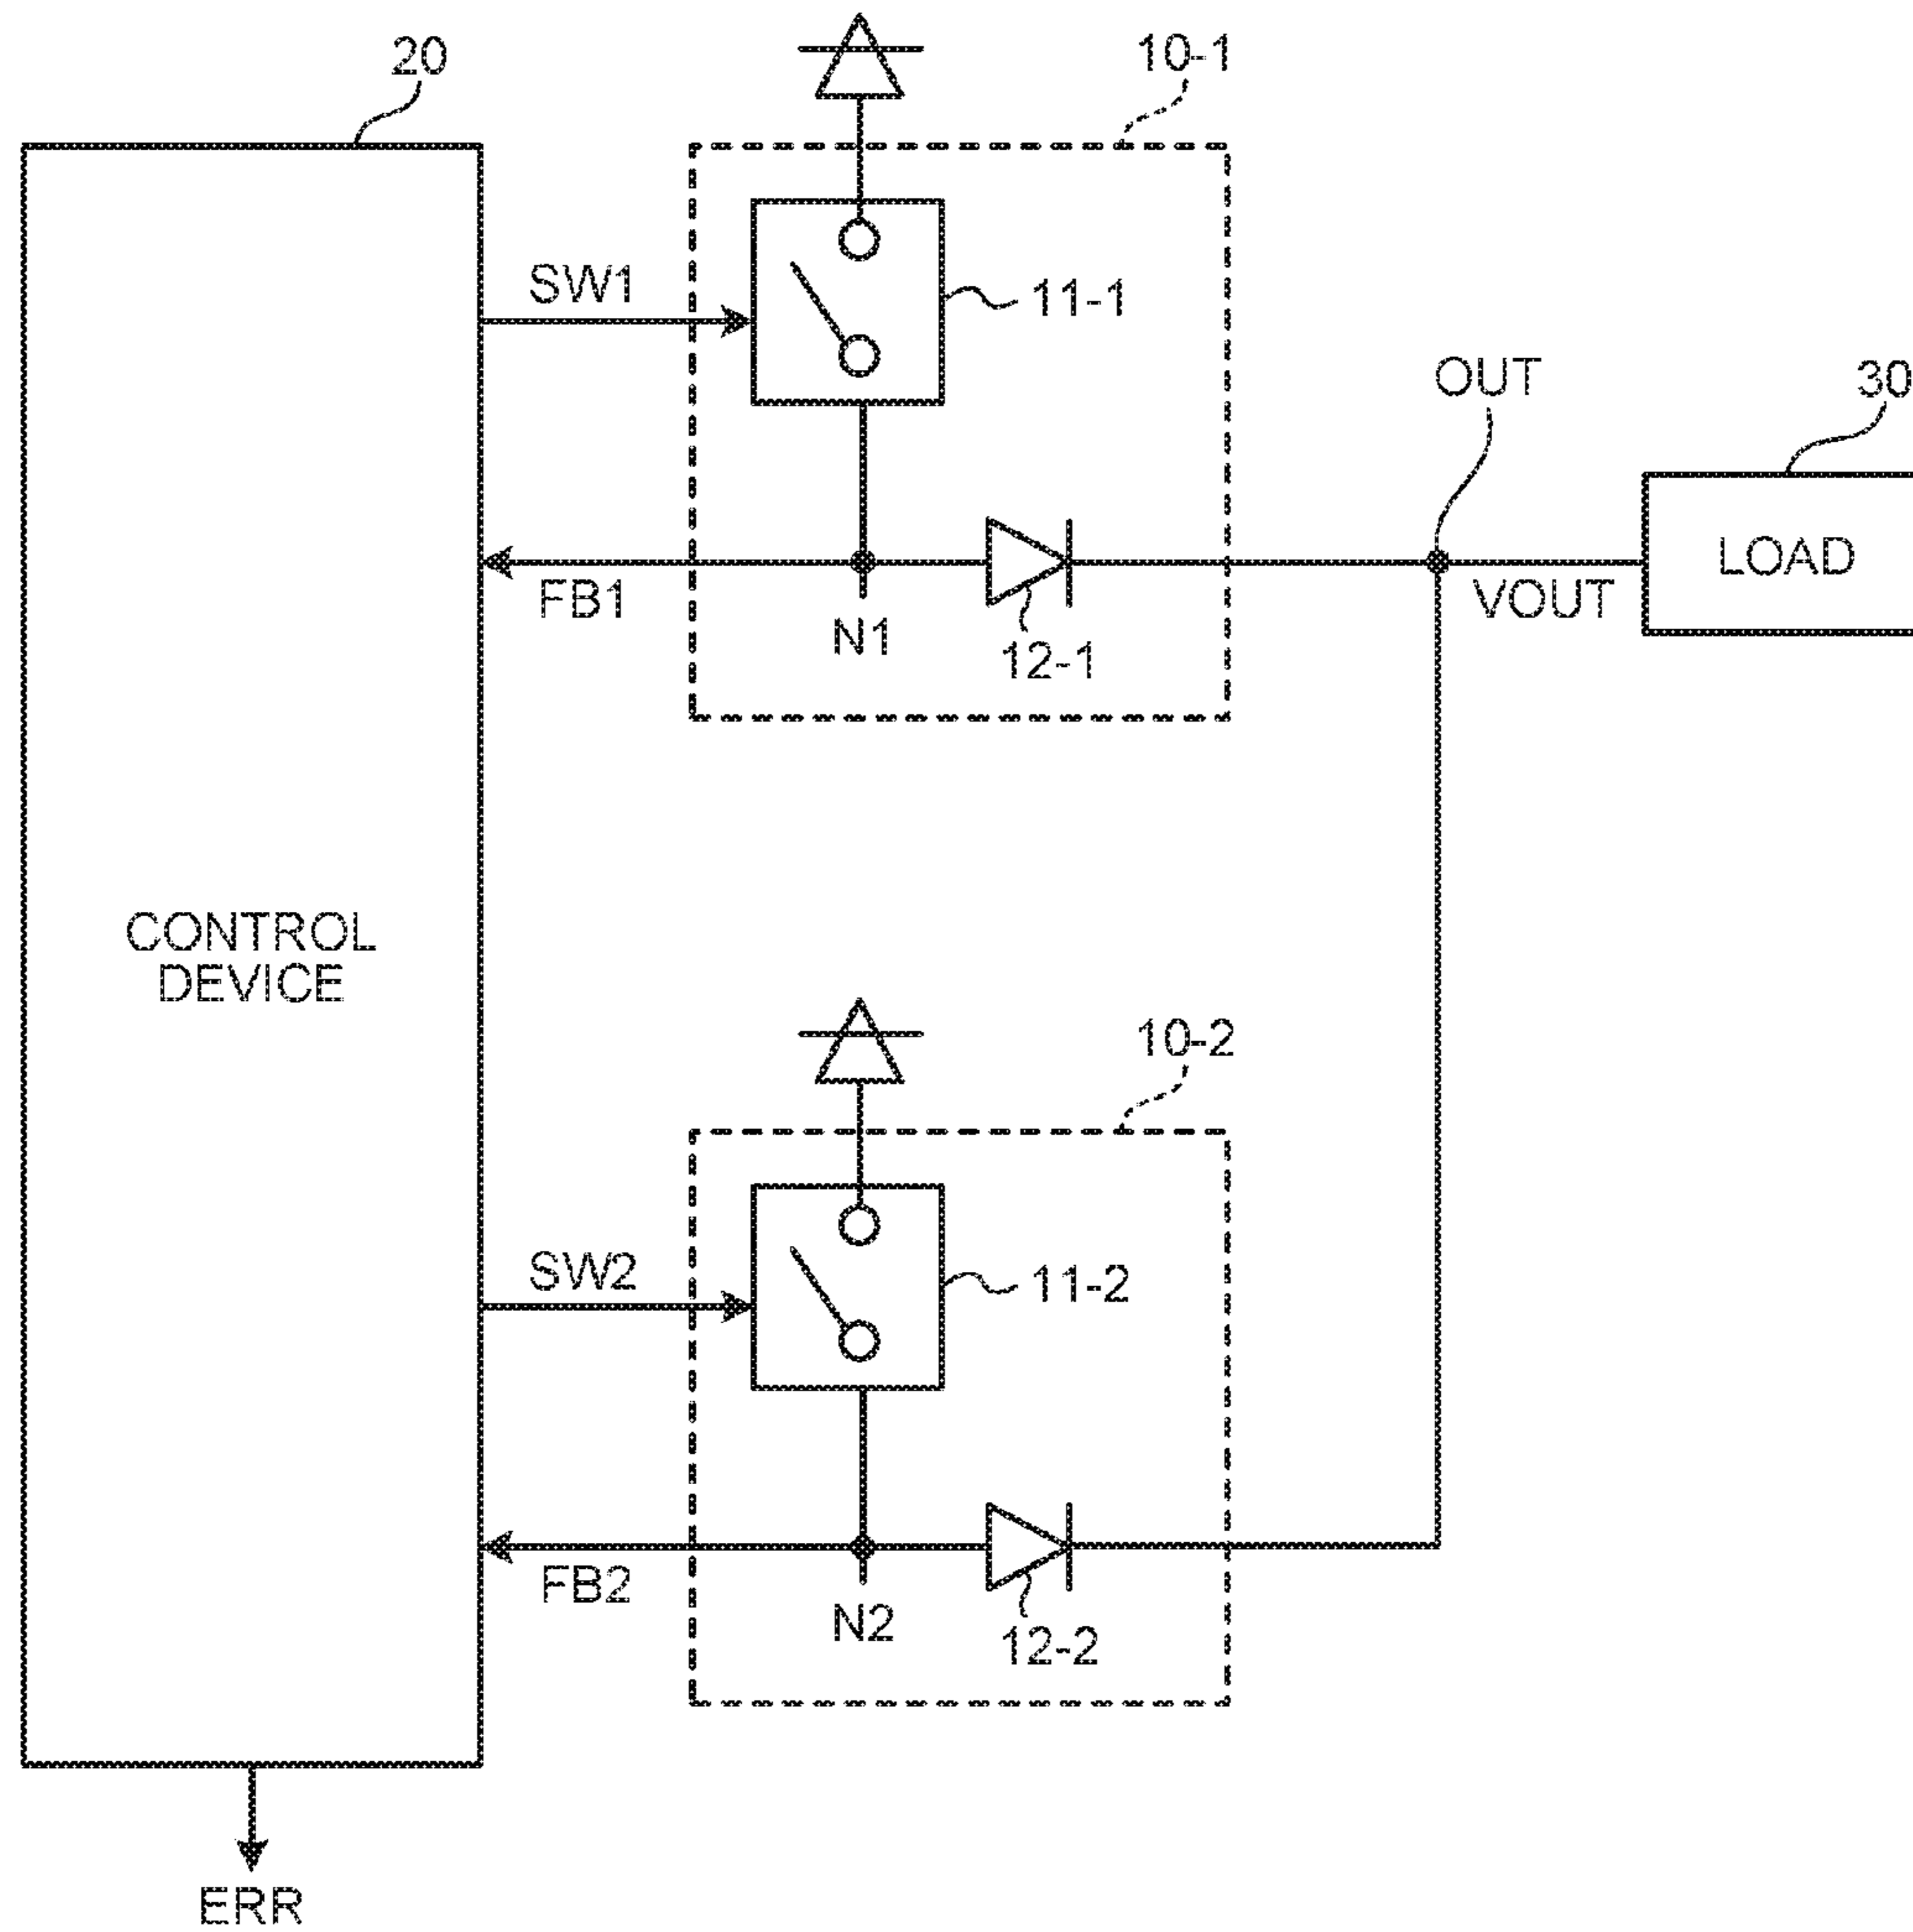 20
10-1
SW1
11-1
OUT
30
LOAD
FB1
VOUT
N1
12-1
CONTROL
DEVICE
10-2
SW2
11-2
FB2
N2
12-2
ERR